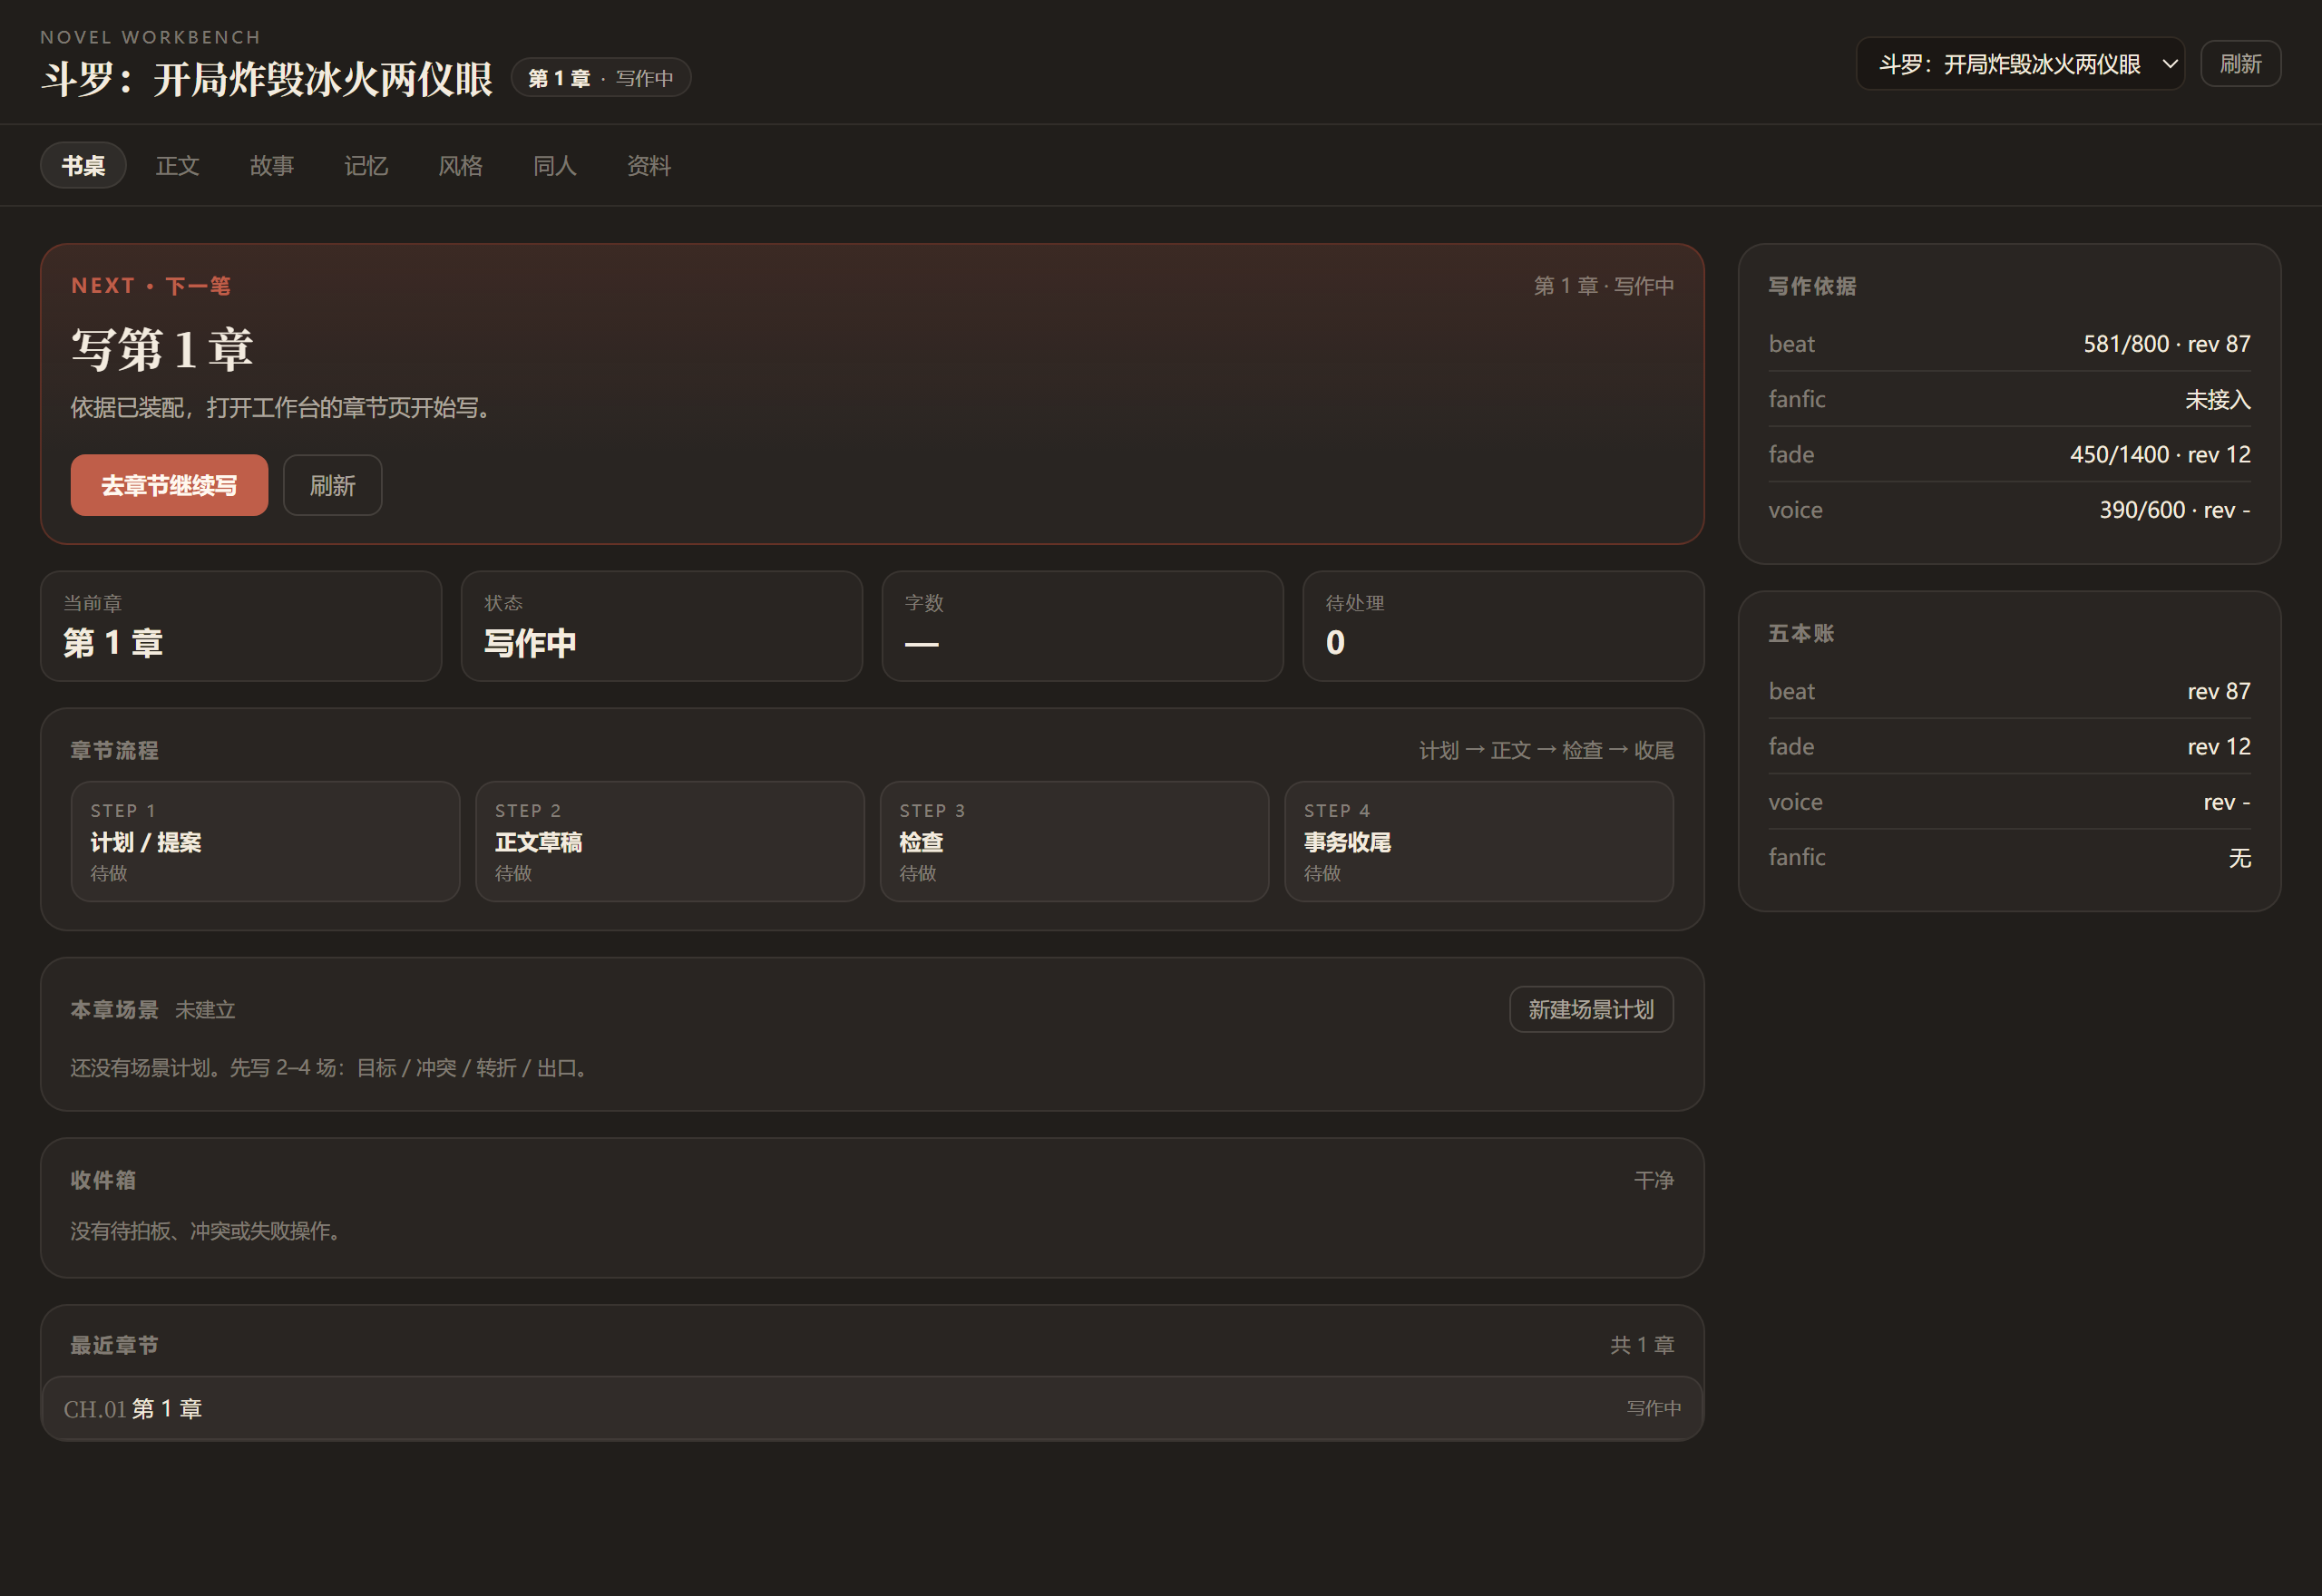 NOVEL WORKBENCH
斗罗：开局炸毁冰火两仪眼
第 1 章 · 写作中
斗罗：开局炸毁冰火两仪眼
刷新
书桌 正文 故事 记忆 风格 同人 资料
NEXT • 下一笔
第 1 章 · 写作中
写第 1 章
依据已装配，打开工作台的章节页开始写。
去章节继续写
刷新
当前章
第 1 章
状态
写作中
字数
—
待处理
0
章节流程
计划 → 正文 → 检查 → 收尾
STEP 1
计划 / 提案
待做
STEP 2
正文草稿
待做
STEP 3
检查
待做
STEP 4
事务收尾
待做
本章场景 未建立
新建场景计划
还没有场景计划。先写 2–4 场：目标 / 冲突 / 转折 / 出口。
收件箱
干净
没有待拍板、冲突或失败操作。
最近章节
共 1 章
CH.01 第 1 章
写作中
写作依据
beat 581/800 · rev 87
fanfic 未接入
fade 450/1400 · rev 12
voice 390/600 · rev -
五本账
beat rev 87
fade rev 12
voice rev -
fanfic 无